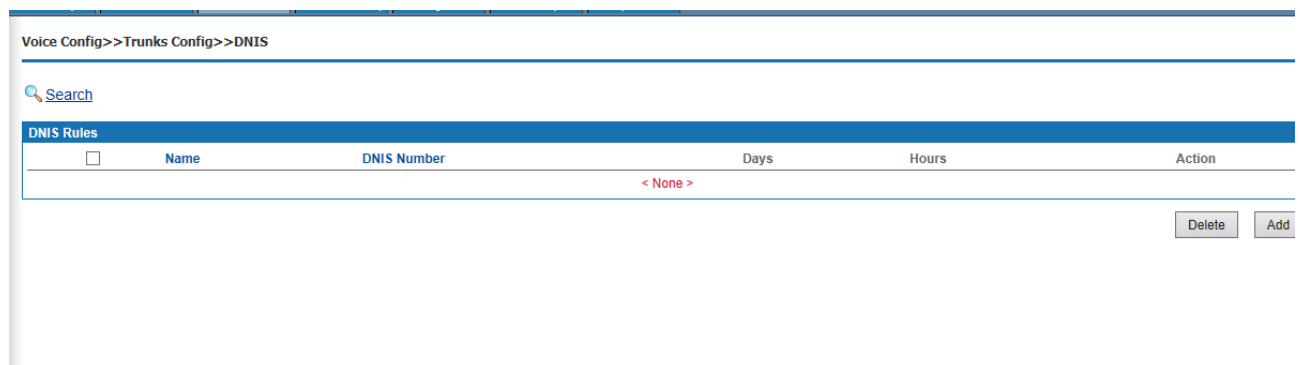 Voice Config>>Trunks Config>>DNIS
Search
DNIS Rules
Name DNIS Number Days Hours Action
< None >
Delete Add